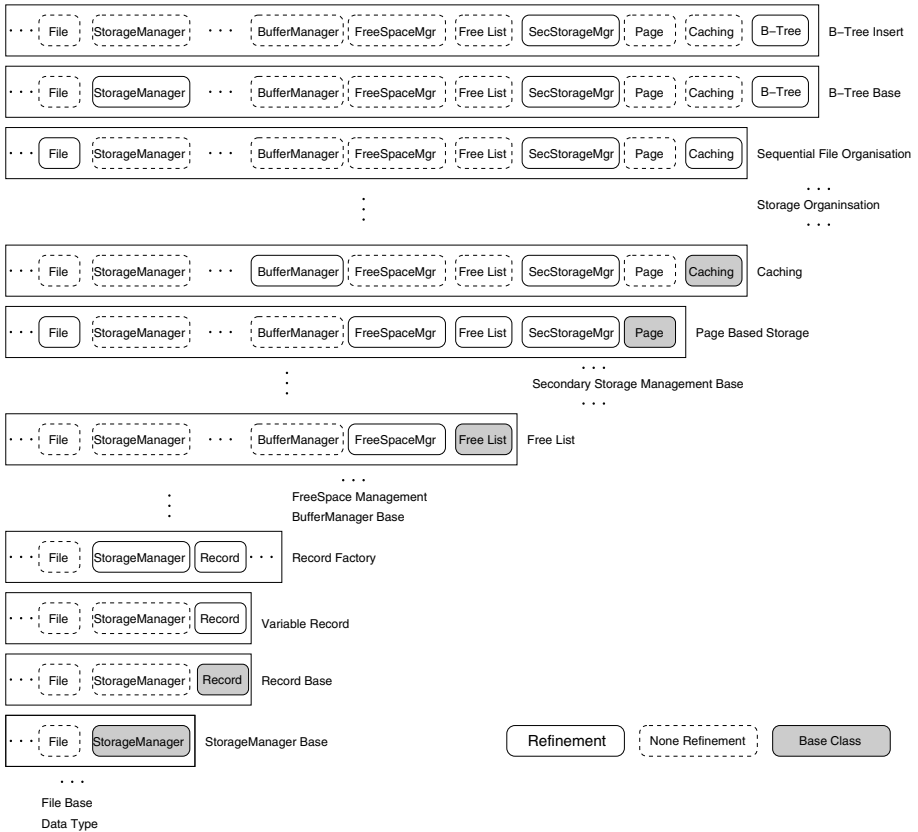 ··· File StorageManager ··· BufferManager FreeSpaceMgr Free List SecStorageMgr Page Caching B−Tree B−Tree Insert
··· File StorageManager ··· BufferManager FreeSpaceMgr Free List SecStorageMgr Page Caching B−Tree B−Tree Base
··· File StorageManager ··· BufferManager FreeSpaceMgr Free List SecStorageMgr Page Caching Sequential File Organisation
···
Storage Organinsation
···
··· File StorageManager ··· BufferManager FreeSpaceMgr Free List SecStorageMgr Page Caching Caching
··· File StorageManager ··· BufferManager FreeSpaceMgr Free List SecStorageMgr Page Page Based Storage
···
Secondary Storage Management Base
···
··· File StorageManager ··· BufferManager FreeSpaceMgr Free List Free List
···
FreeSpace Management
BufferManager Base
··· File StorageManager Record ··· Record Factory
··· File StorageManager Record Variable Record
··· File StorageManager Record Record Base
··· File StorageManager StorageManager Base
Refinement None Refinement Base Class
···
File Base
Data Type